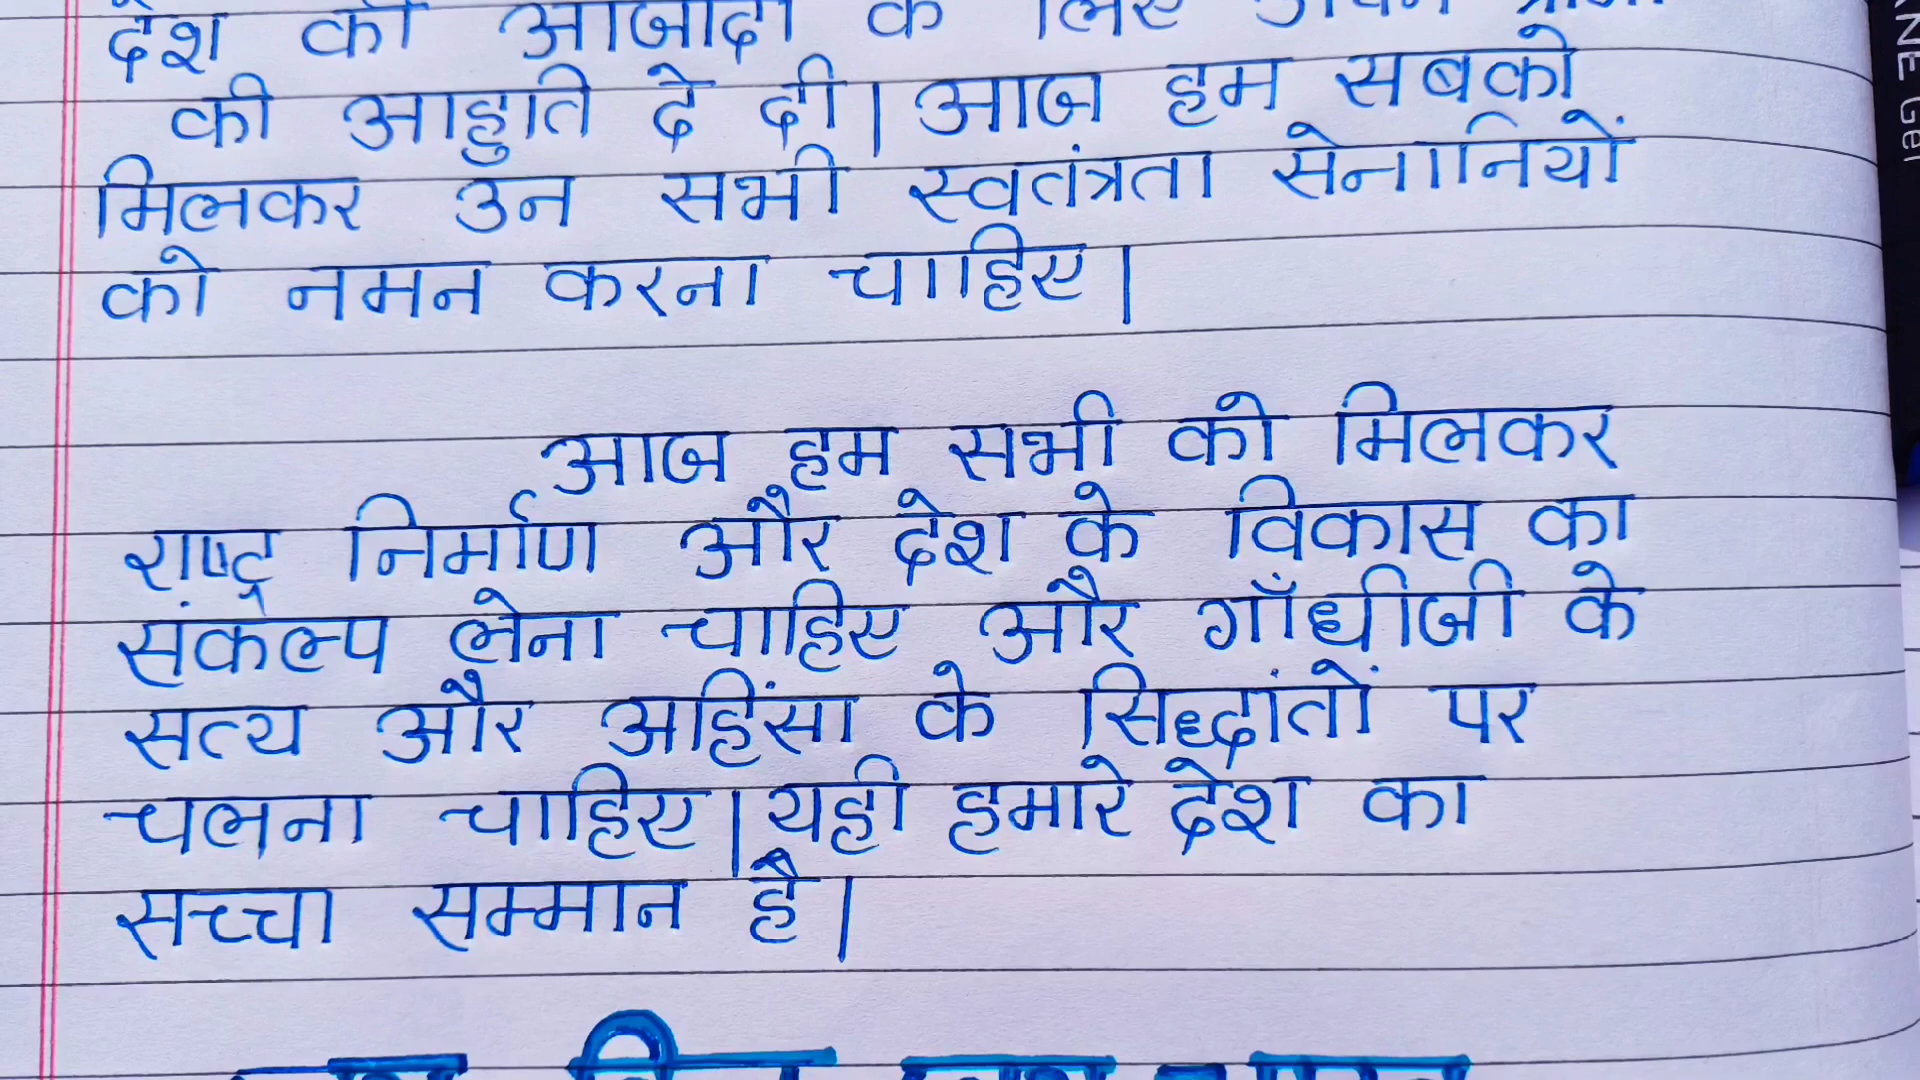 देश की आजादी के लिए अपने
की आहुति दे दी। आज हम सबको
मिलकर उन सभी स्वतंत्रता सेनानियों
को नमन करना चाहिए।
आज हम सभी को मिलकर
राष्ट्र निर्माण और देश के विकास का
संकल्प लेना चाहिए और गाँधीजी के
सत्य और अहिंसा के सिद्धांतों पर
चलना चाहिए। यही हमारे देश का
सच्चा सम्मान है।